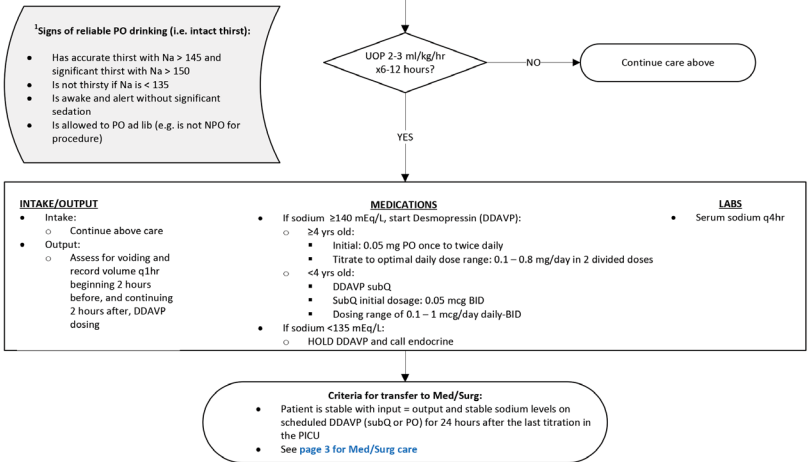 1Signs of reliable PO drinking (i.e. intact thirst):
• Has accurate thirst with Na > 145 and
significant thirst with Na > 150
• Is not thirsty if Na is < 135
• Is awake and alert without significant
sedation
• Is allowed to PO ad lib (e.g. is not NPO for
procedure)
UOP 2-3 ml/kg/hr
x6-12 hours?
NO
Continue care above
YES
INTAKE/OUTPUT
• Intake:
o Continue above care
• Output:
o Assess for voiding and
record volume q1hr
beginning 2 hours
before, and continuing
2 hours after, DDAVP
dosing
MEDICATIONS
• If sodium ≥140 mEq/L, start Desmopressin (DDAVP):
o ≥4 yrs old:
▪ Initial: 0.05 mg PO once to twice daily
▪ Titrate to optimal daily dose range: 0.1 – 0.8 mg/day in 2 divided doses
o <4 yrs old:
▪ DDAVP subQ
▪ SubQ initial dosage: 0.05 mcg BID
▪ Dosing range of 0.1 – 1 mcg/day daily-BID
• If sodium <135 mEq/L:
o HOLD DDAVP and call endocrine
LABS
• Serum sodium q4hr
Criteria for transfer to Med/Surg:
• Patient is stable with input = output and stable sodium levels on
scheduled DDAVP (subQ or PO) for 24 hours after the last titration in
the PICU
• See page 3 for Med/Surg care